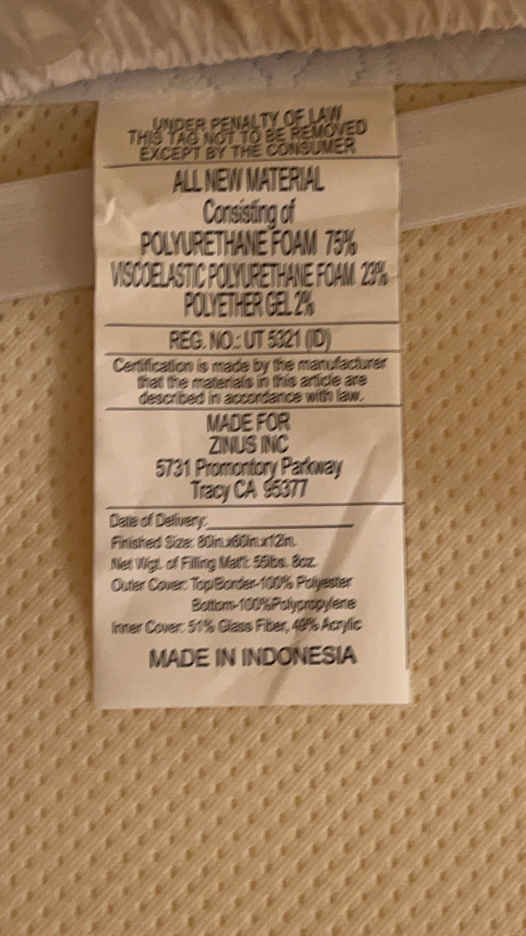 UNDER PENALTY OF LAW
THIS TAG NOT TO BE REMOVED
EXCEPT BY THE CONSUMER
ALL NEW MATERIAL
Consisting of
POLYURETHANE FOAM 75%
VISCOELASTIC POLYURETHANE FOAM 23%
POLYETHER GEL 2%
REG. NO.: UT 5321 (ID)
Certification is made by the manufacturer
that the materials in this article are
described in accordance with law.
MADE FOR
ZINUS INC
5731 Promontory Parkway
Tracy CA 95377
Date of Delivery:
Finished Size: 80in.x60in.x12in.
Net Wgt. of Filling Mat'l: 55lbs. 8oz.
Outer Cover: Top/Border-100% Polyester
Bottom-100%Polypropylene
Inner Cover: 51% Glass Fiber, 49% Acrylic
MADE IN INDONESIA